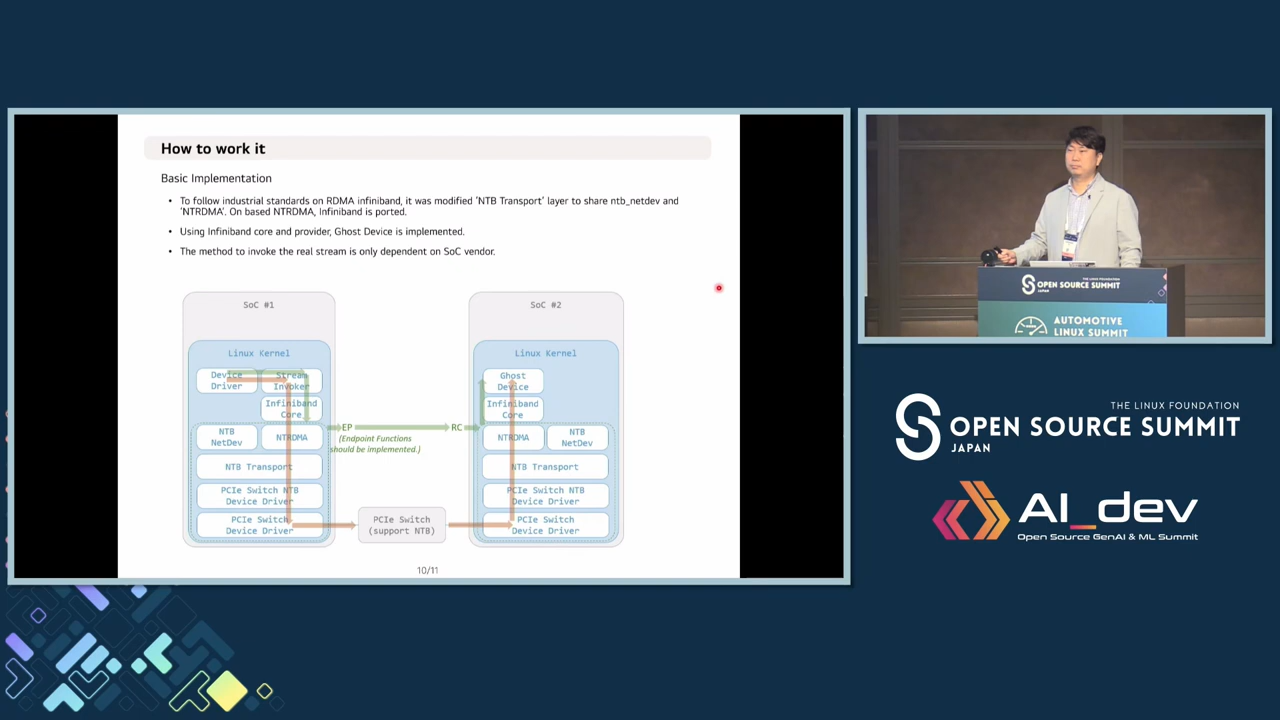 How to work it
Basic Implementation
• To follow industrial standards on RDMA infiniband, it was modified 'NTB Transport' layer to share ntb_netdev and
'NTRDMA'. On based NTRDMA, Infiniband is ported.
• Using Infiniband core and provider, Ghost Device is implemented.
• The method to invoke the real stream is only dependent on SoC vendor.
SoC #1
Linux Kernel
Device
Driver
Stream
Invoker
Infiniband
Core
NTB
NetDev
NTRDMA
NTB Transport
PCIe Switch NTB
Device Driver
PCIe Switch
Device Driver
EP
RC
(Endpoint Functions
should be implemented.)
PCIe Switch
(support NTB)
SoC #2
Linux Kernel
Ghost
Device
Infiniband
Core
NTRDMA
NTB
NetDev
NTB Transport
PCIe Switch NTB
Device Driver
PCIe Switch
Device Driver
10/11
THE LINUX FOUNDATION
OPEN SOURCE SUMMIT
JAPAN
AUTOMOTIVE
LINUX SUMMIT
THE LINUX FOUNDATION
OPEN SOURCE SUMMIT
JAPAN
AI_dev
Open Source GenAI & ML Summit